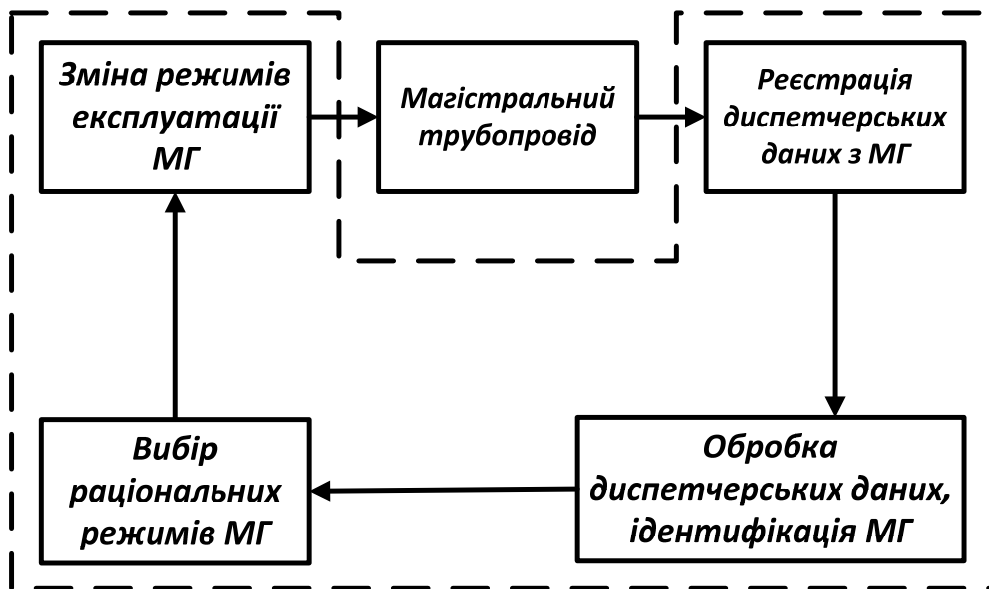 Зміна режимів
експлуатації
МГ
Магістральний
трубопровід
Реєстрація
диспетчерських
даних з МГ
Вибір
раціональних
режимів МГ
Обробка
диспетчерських даних,
ідентифікація МГ